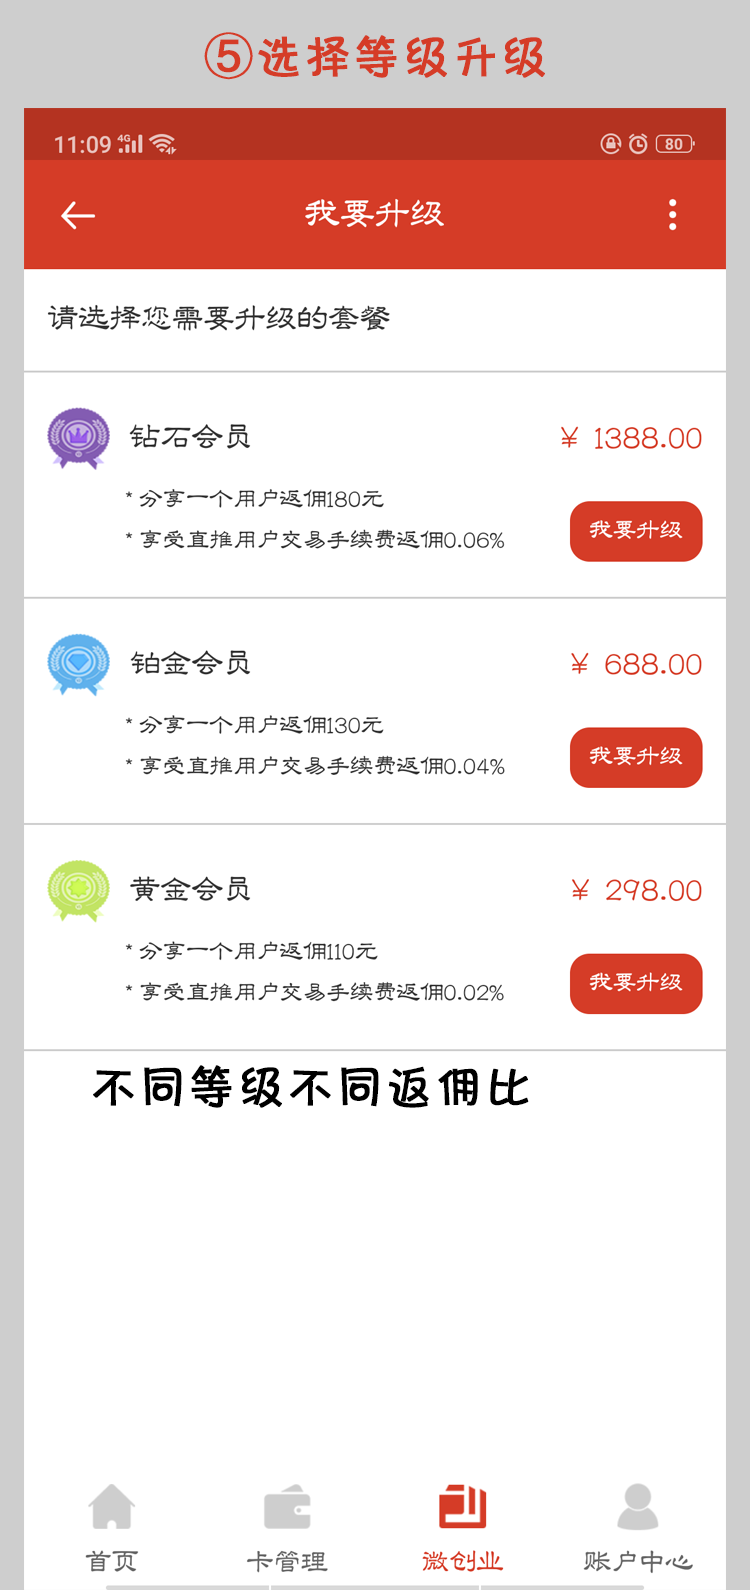 ⑤选择等级升级
11:09 4G 80
我要升级
请选择您需要升级的套餐
钻石会员 ¥ 1388.00
* 分享一个用户返佣180元
* 享受直推用户交易手续费返佣0.06%
我要升级
铂金会员 ¥ 688.00
* 分享一个用户返佣130元
* 享受直推用户交易手续费返佣0.04%
我要升级
黄金会员 ¥ 298.00
* 分享一个用户返佣110元
* 享受直推用户交易手续费返佣0.02%
我要升级
不同等级不同返佣比
首页 卡管理 微创业 账户中心